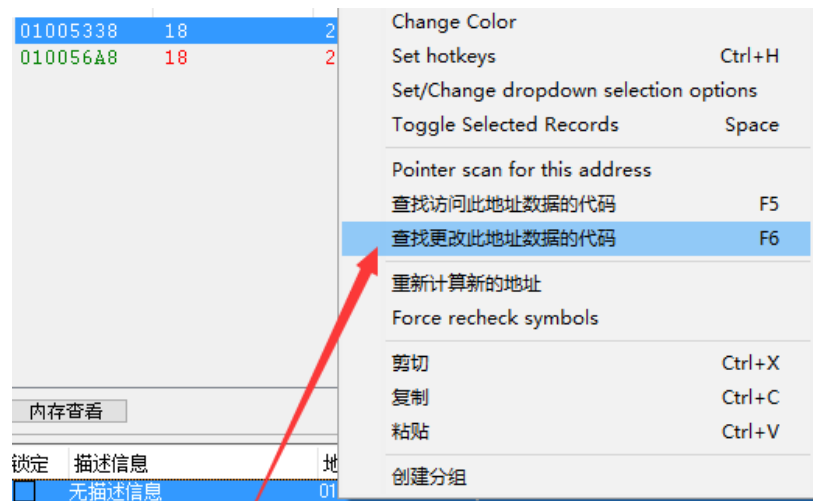 Change Color
01005338 18 2
Set hotkeys Ctrl+H
010056A8 18 2
Set/Change dropdown selection options
Toggle Selected Records Space
Pointer scan for this address
查找访问此地址数据的代码 F5
查找更改此地址数据的代码 F6
重新计算新的地址
Force recheck symbols
剪切 Ctrl+X
复制 Ctrl+C
内存查看
粘贴 Ctrl+V
锁定 描述信息 地
创建分组
无描述信息 01